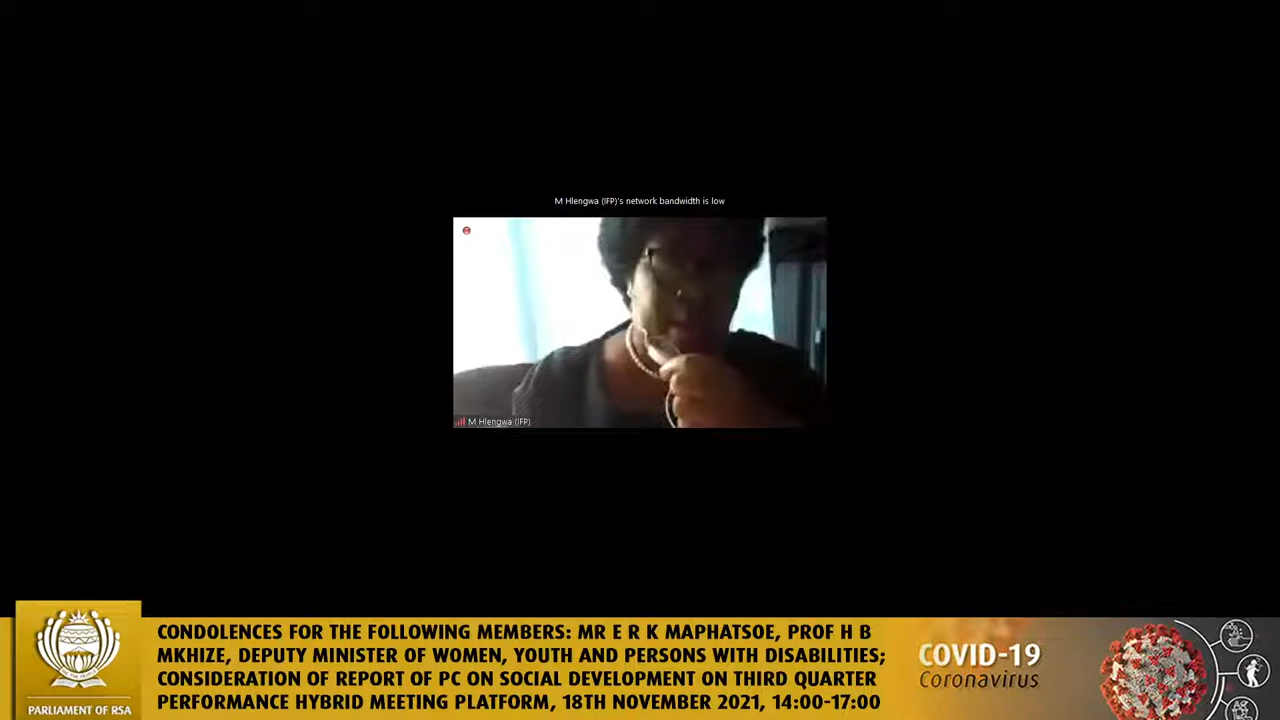 M Hlengwa (IFP)'s network bandwidth is low
M Hlengwa (IFP)
CONDOLENCES FOR THE FOLLOWING MEMBERS: MR E R K MAPHATSOE, PROF H B
MKHIZE, DEPUTY MINISTER OF WOMEN, YOUTH AND PERSONS WITH DISABILITIES;
CONSIDERATION OF REPORT OF PC ON SOCIAL DEVELOPMENT ON THIRD QUARTER
PERFORMANCE HYBRID MEETING PLATFORM, 18TH NOVEMBER 2021, 14:00-17:00
PARLIAMENT OF RSA
COVID-19
Coronavirus